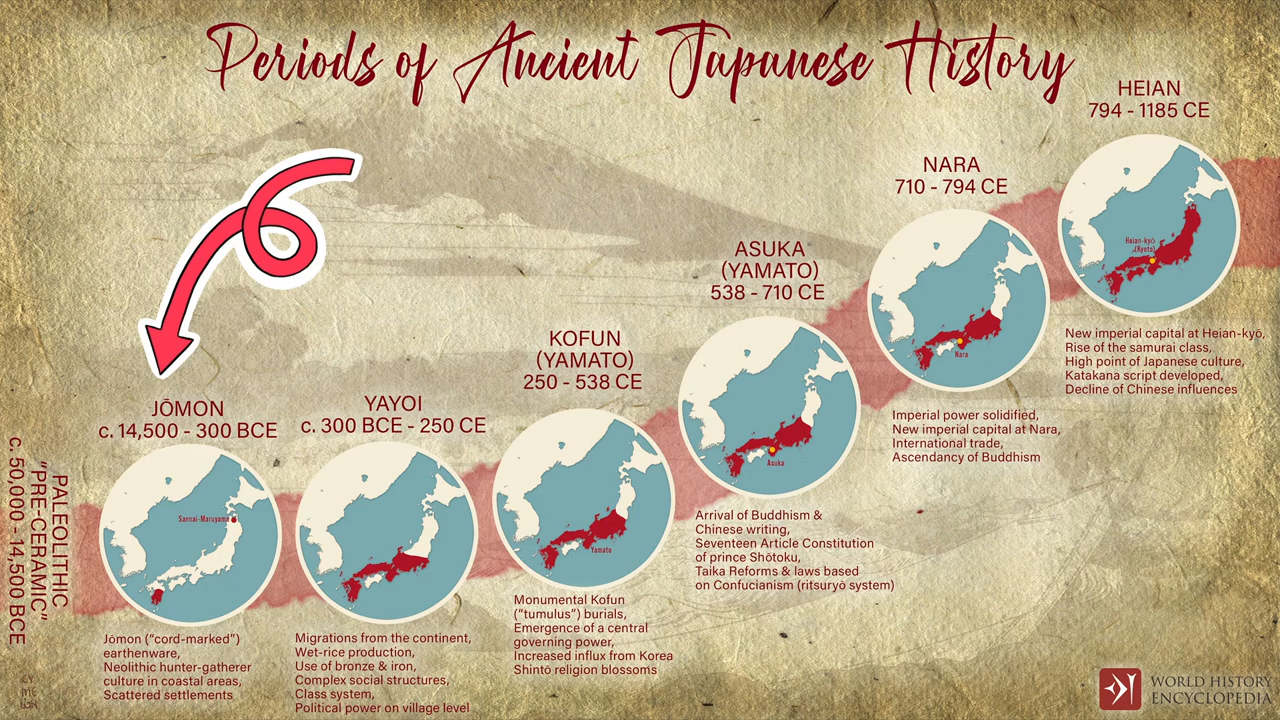 Periods of Ancient Japanese History
PALEOLITHIC
"PRE-CERAMIC"
c. 50,000 - 14,500 BCE
JŌMON
c. 14,500 - 300 BCE
Sannai-Maruyama
Jōmon ("cord-marked")
earthenware,
Neolithic hunter-gatherer
culture in coastal areas,
Scattered settlements
YAYOI
c. 300 BCE - 250 CE
Migrations from the continent,
Wet-rice production,
Use of bronze & iron,
Complex social structures,
Class system,
Political power on village level
KOFUN
(YAMATO)
250 - 538 CE
Yamato
Monumental Kofun
("tumulus") burials,
Emergence of a central
governing power,
Increased influx from Korea
Shintō religion blossoms
ASUKA
(YAMATO)
538 - 710 CE
Asuka
Arrival of Buddhism &
Chinese writing,
Seventeen Article Constitution
of prince Shōtoku,
Taika Reforms & laws based
on Confucianism (ritsuryō system)
NARA
710 - 794 CE
Nara
Imperial power solidified,
New imperial capital at Nara,
International trade,
Ascendancy of Buddhism
HEIAN
794 - 1185 CE
Heian-kyō
(Kyoto)
New imperial capital at Heian-kyō,
Rise of the samurai class,
High point of Japanese culture,
Katakana script developed,
Decline of Chinese influences
WORLD HISTORY
ENCYCLOPEDIA